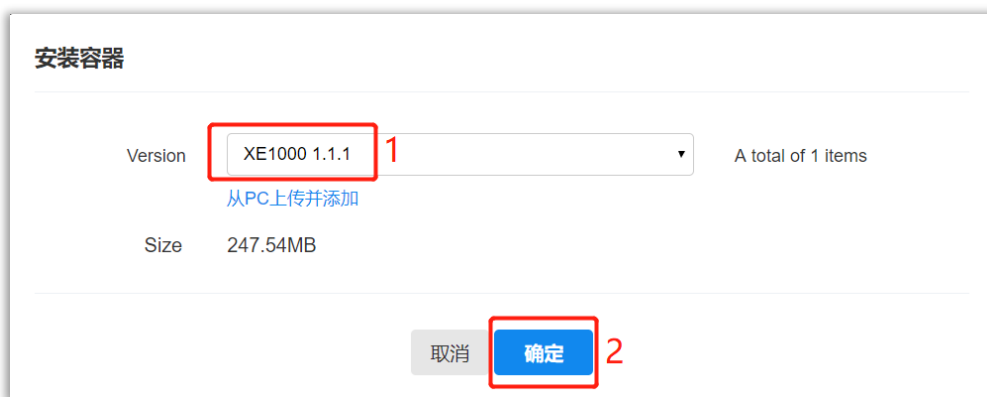 安装容器
Version XE1000 1.1.1 1 A total of 1 items
从PC上传并添加
Size 247.54MB
取消 确定 2